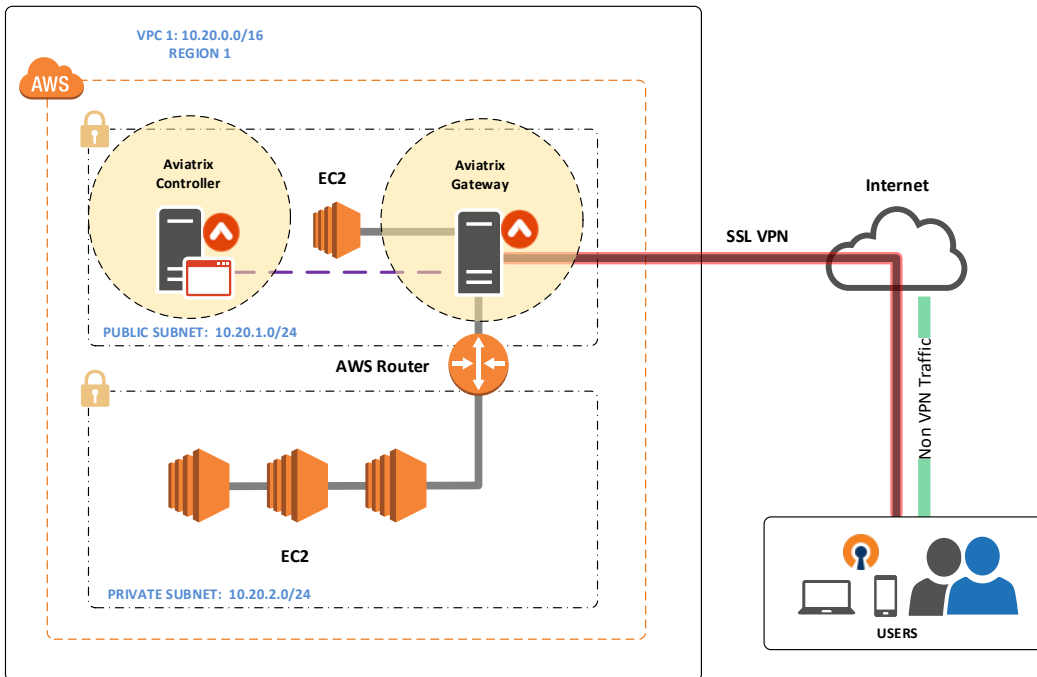 VPC 1: 10.20.0.0/16
REGION 1
AWS
Aviatrix
Controller
EC2
Aviatrix
Gateway
Internet
SSL VPN
PUBLIC SUBNET: 10.20.1.0/24
AWS Router
Non VPN Traffic
EC2
PRIVATE SUBNET: 10.20.2.0/24
USERS